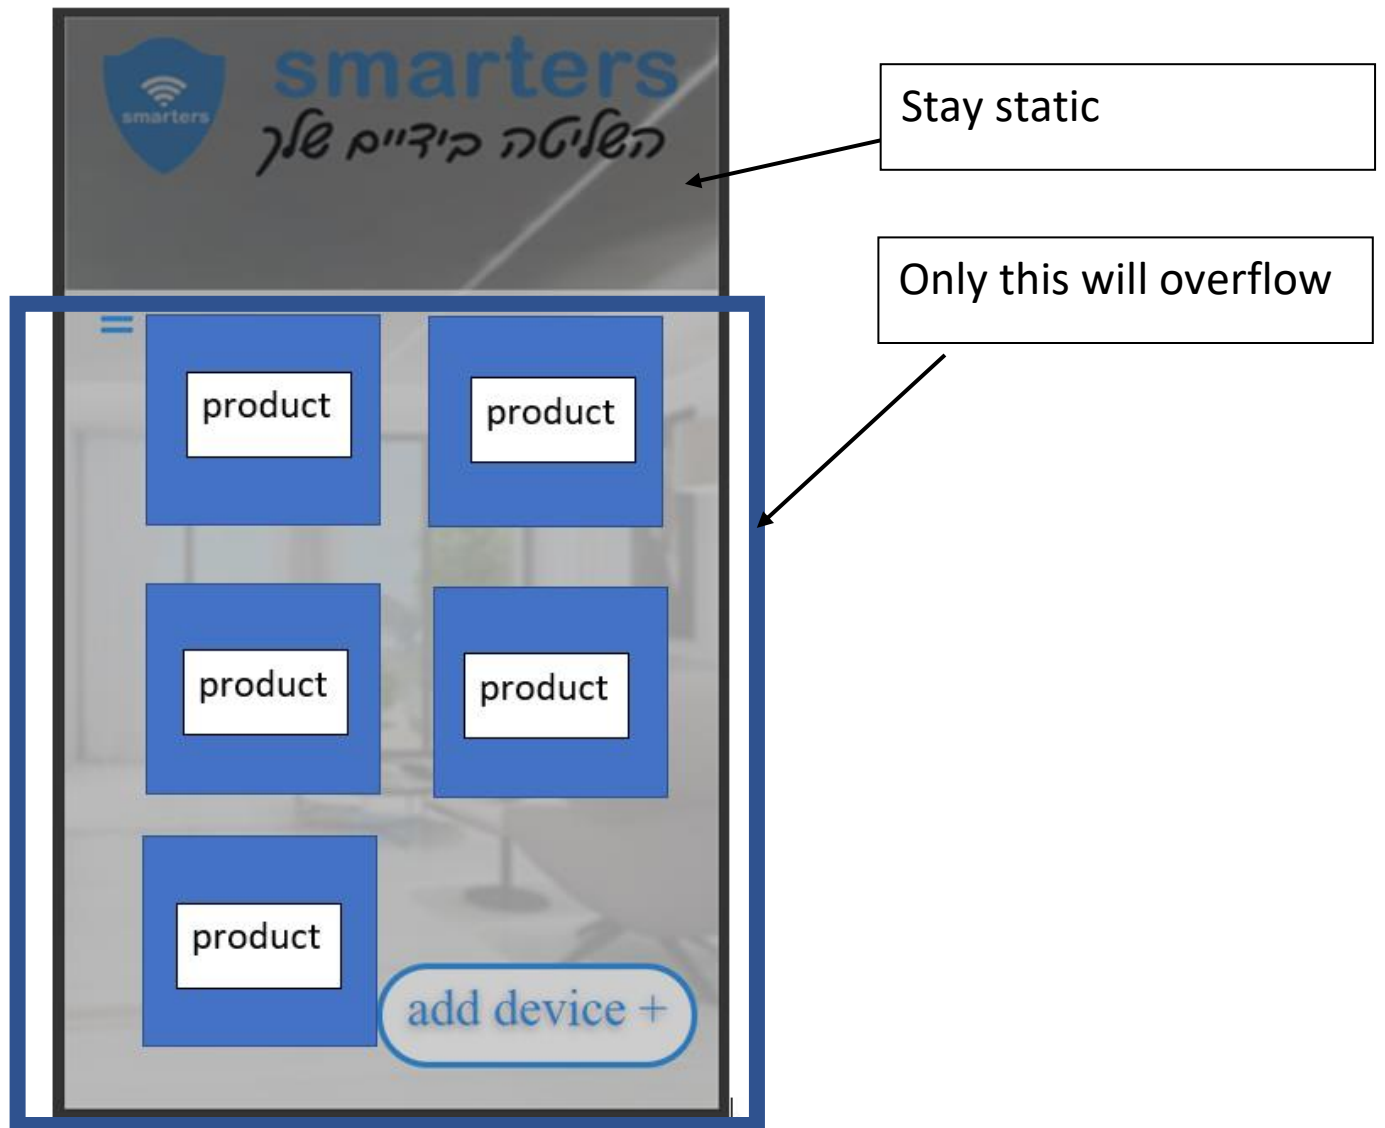 smarters
smarters
השליטה בידיים שלך
Stay static
Only this will overflow
product
product
product
product
product
add device +